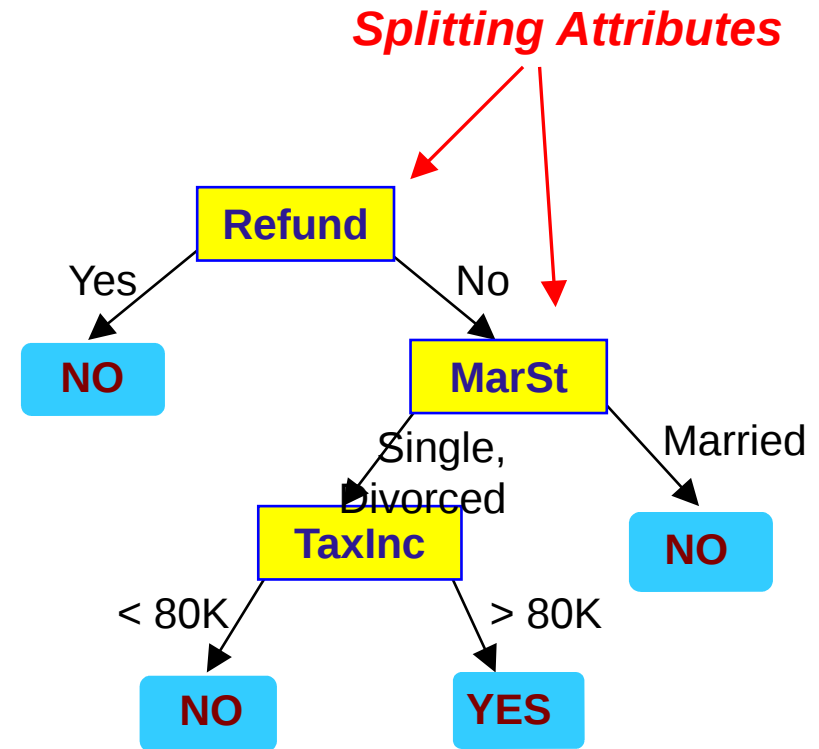 Splitting Attributes
Refund
Yes
No
NO
MarSt
Single,
Divorced
Married
TaxInc
NO
< 80K
> 80K
NO
YES